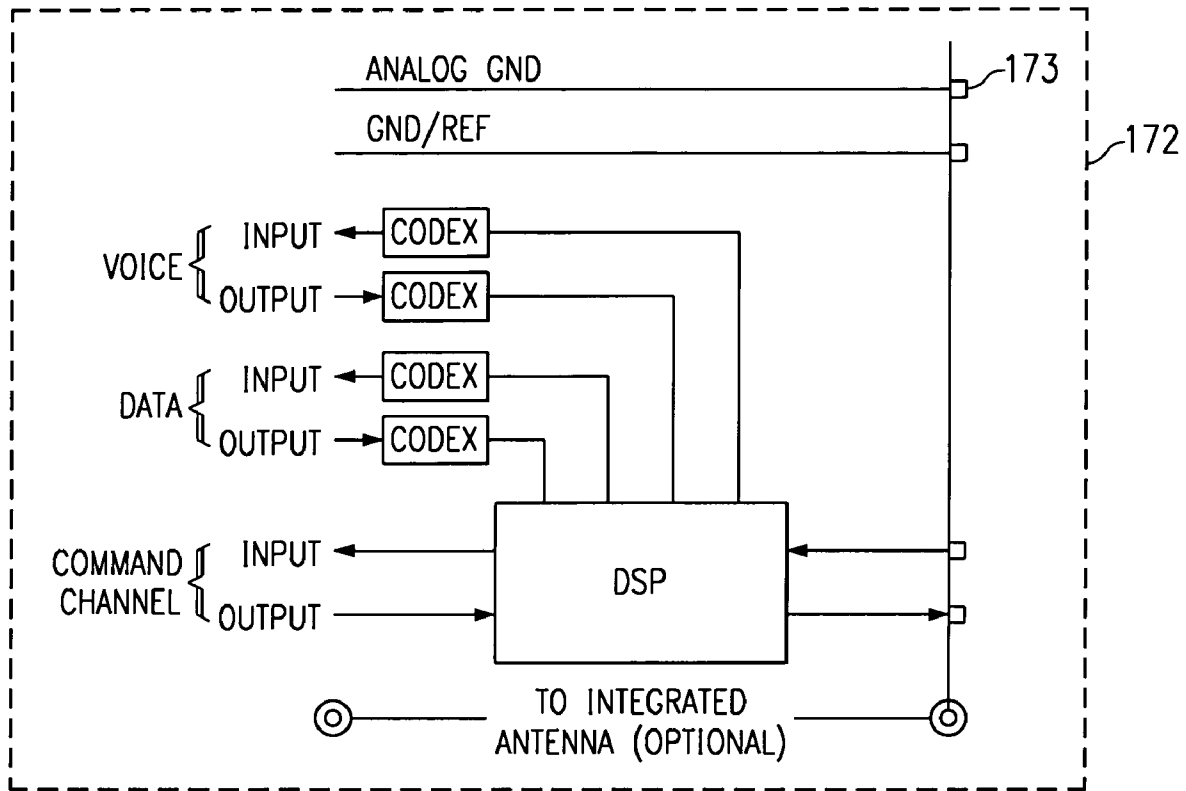 ANALOG GND
173
GND/REF
172
VOICE
INPUT
CODEX
OUTPUT
CODEX
DATA
INPUT
CODEX
OUTPUT
CODEX
COMMAND
CHANNEL
INPUT
OUTPUT
DSP
TO INTEGRATED
ANTENNA (OPTIONAL)